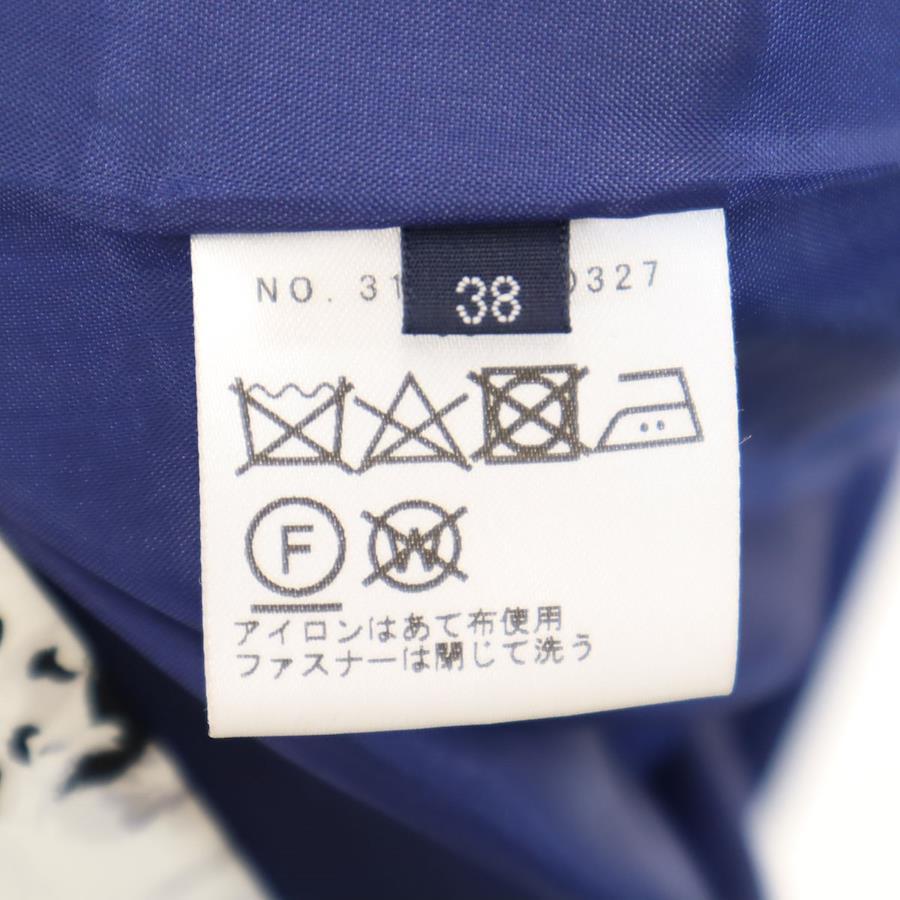 NO. 31 0327
38
F
W
アイロンはあて布使用
ファスナーは閉じて洗う